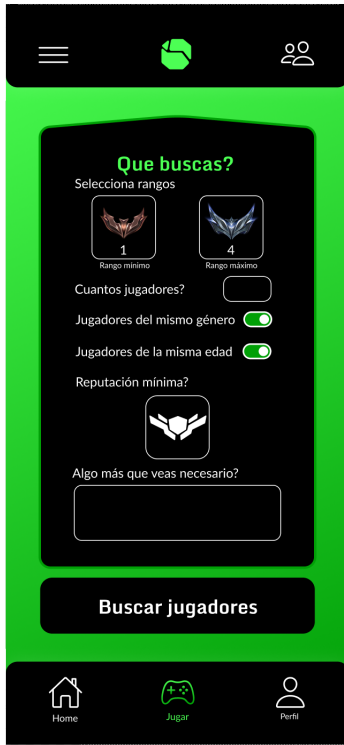 Que buscas?
Selecciona rangos
1
4
Rango mínimo
Rango máximo
Cuantos jugadores?
Jugadores del mismo género
Jugadores de la misma edad
Reputación mínima?
Algo más que veas necesario?
Buscar jugadores
Home
Jugar
Perfil